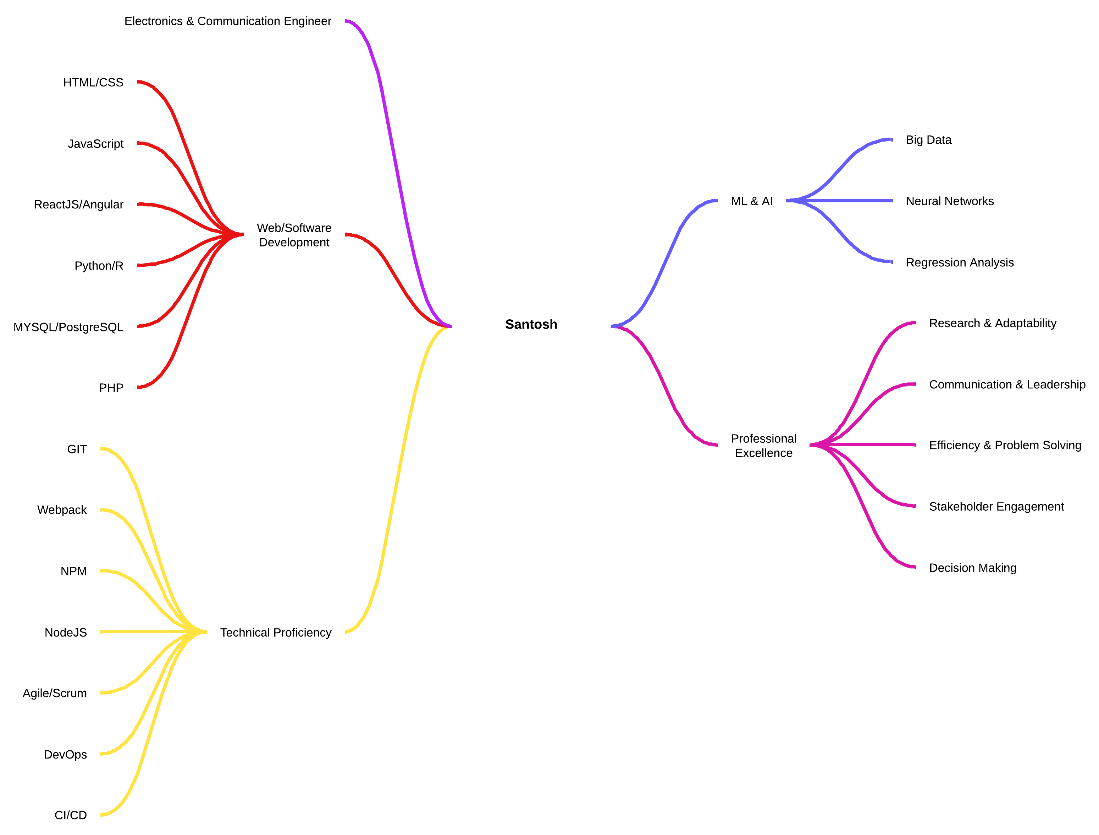 Electronics & Communication Engineer
HTML/CSS
JavaScript
ReactJS/Angular
Python/R
MYSQL/PostgreSQL
PHP
Web/Software
Development
GIT
Webpack
NPM
NodeJS
Agile/Scrum
DevOps
CI/CD
Technical Proficiency
Santosh
ML & AI
Big Data
Neural Networks
Regression Analysis
Professional
Excellence
Research & Adaptability
Communication & Leadership
Efficiency & Problem Solving
Stakeholder Engagement
Decision Making